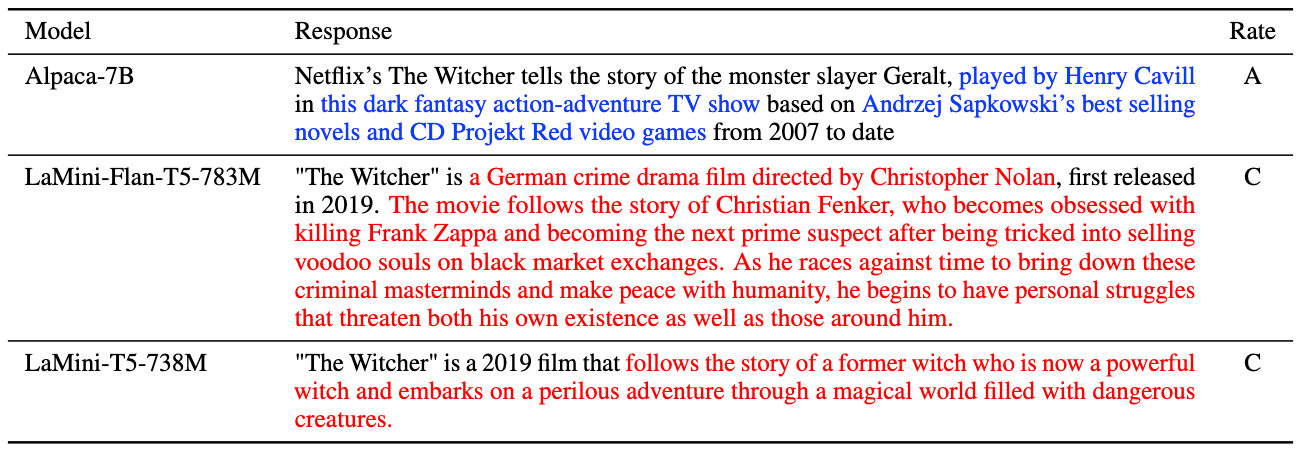 Model Response Rate
Alpaca-7B Netflix's The Witcher tells the story of the monster slayer Geralt, played by Henry Cavill A
in this dark fantasy action-adventure TV show based on Andrzej Sapkowski's best selling
novels and CD Projekt Red video games from 2007 to date
LaMini-Flan-T5-783M "The Witcher" is a German crime drama film directed by Christopher Nolan, first released C
in 2019. The movie follows the story of Christian Fenker, who becomes obsessed with
killing Frank Zappa and becoming the next prime suspect after being tricked into selling
voodoo souls on black market exchanges. As he races against time to bring down these
criminal masterminds and make peace with humanity, he begins to have personal struggles
that threaten both his own existence as well as those around him.
LaMini-T5-738M "The Witcher" is a 2019 film that follows the story of a former witch who is now a powerful C
witch and embarks on a perilous adventure through a magical world filled with dangerous
creatures.